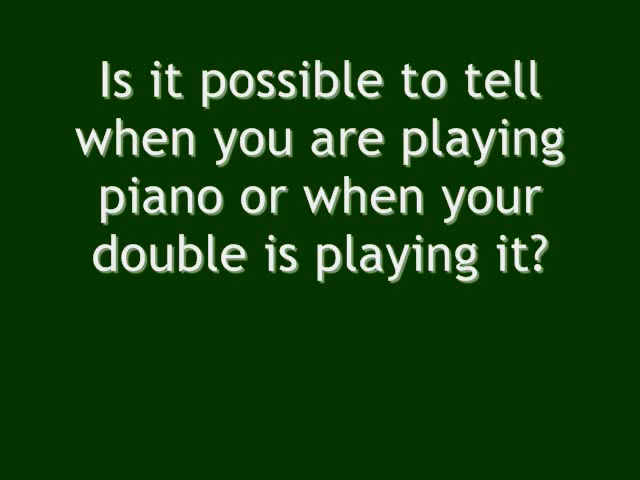 Is it possible to tell
when you are playing
piano or when your
double is playing it?